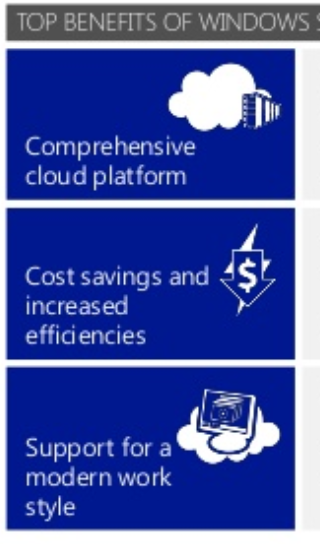 TOP BENEFITS OF WINDOWS
Comprehensive
cloud platform
Cost savings and
increased
efficiencies
$
Support for a
modern work
style